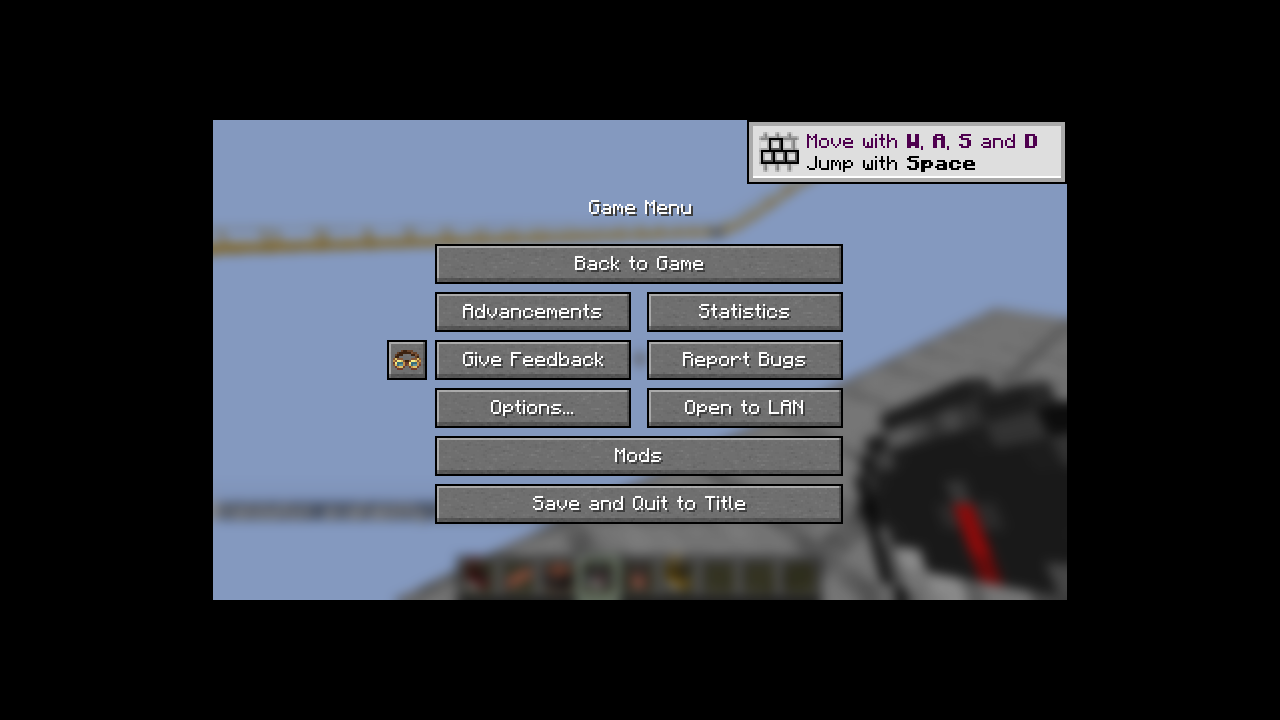 Move with W, A, S and D
Jump with Space
Game Menu
Back to Game
Advancements
Statistics
Give Feedback
Report Bugs
Options...
Open to LAN
Mods
Save and Quit to Title